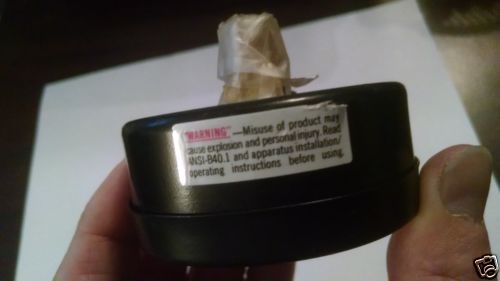 "WARNING" —Misuse of product may
cause explosion and personal injury. Read
ANSI-B40.1 and apparatus installation/
operating instructions before using.